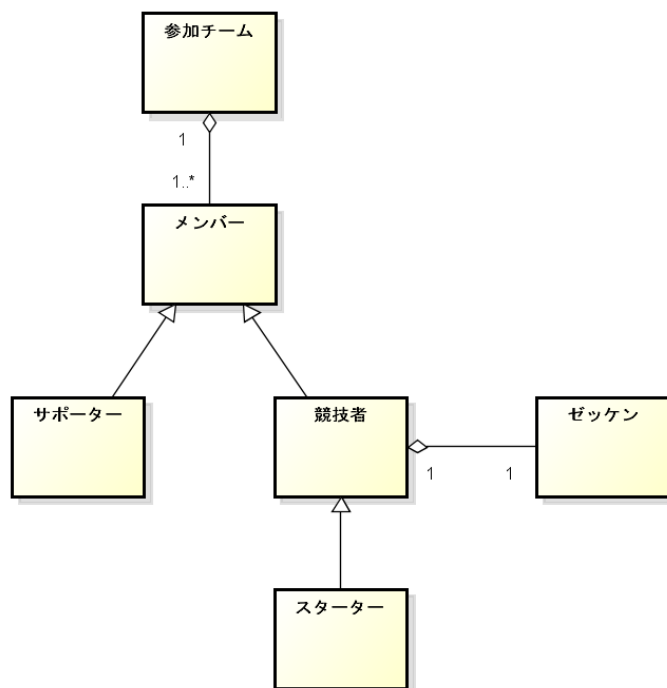 参加チーム
1
1..*
メンバー
サポーター
競技者
ゼッケン
1
1
スターター